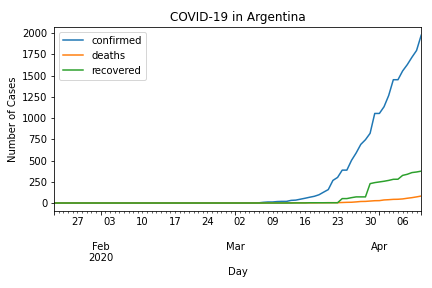 COVID-19 in Argentina
confirmed
deaths
recovered
Number of Cases
2000
1750
1500
1250
1000
750
500
250
0
27 03 10 17 24 02 09 16 23 30 06
Feb Mar Apr
2020
Day